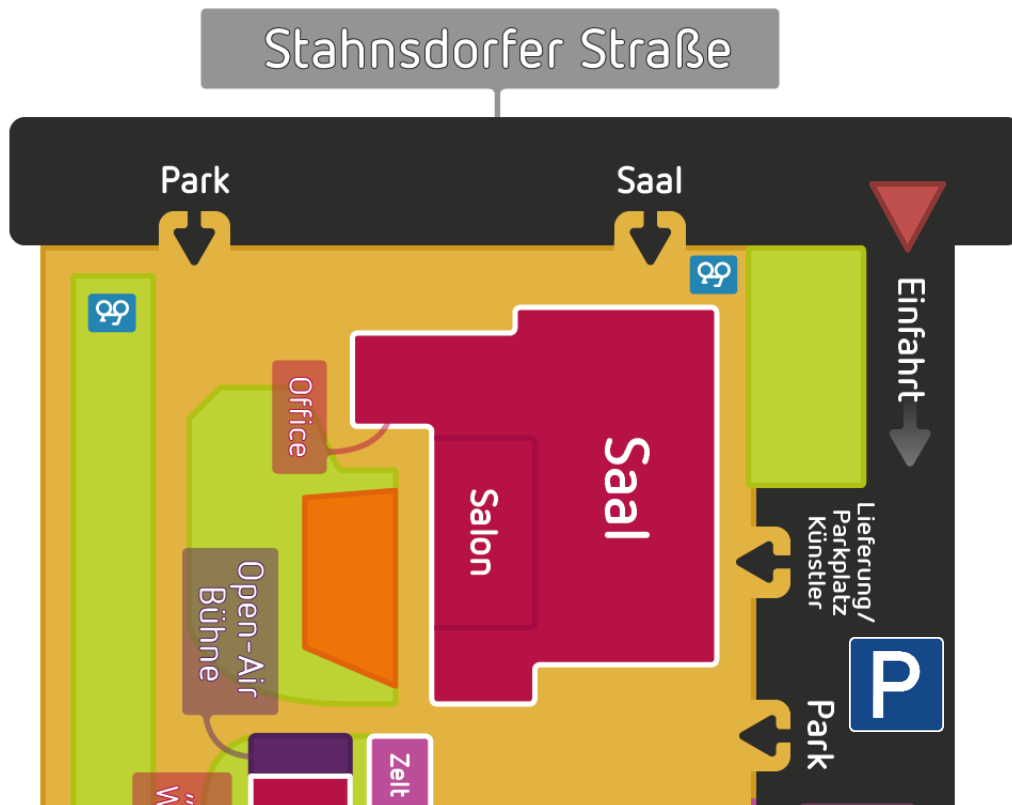 Stahnsdorfer Straße
Park
Saal
Einfahrt
Office
Saal
Salon
Lieferung/
Parkplatz
Künstler
Open-Air
Bühne
P
Park
Zelt